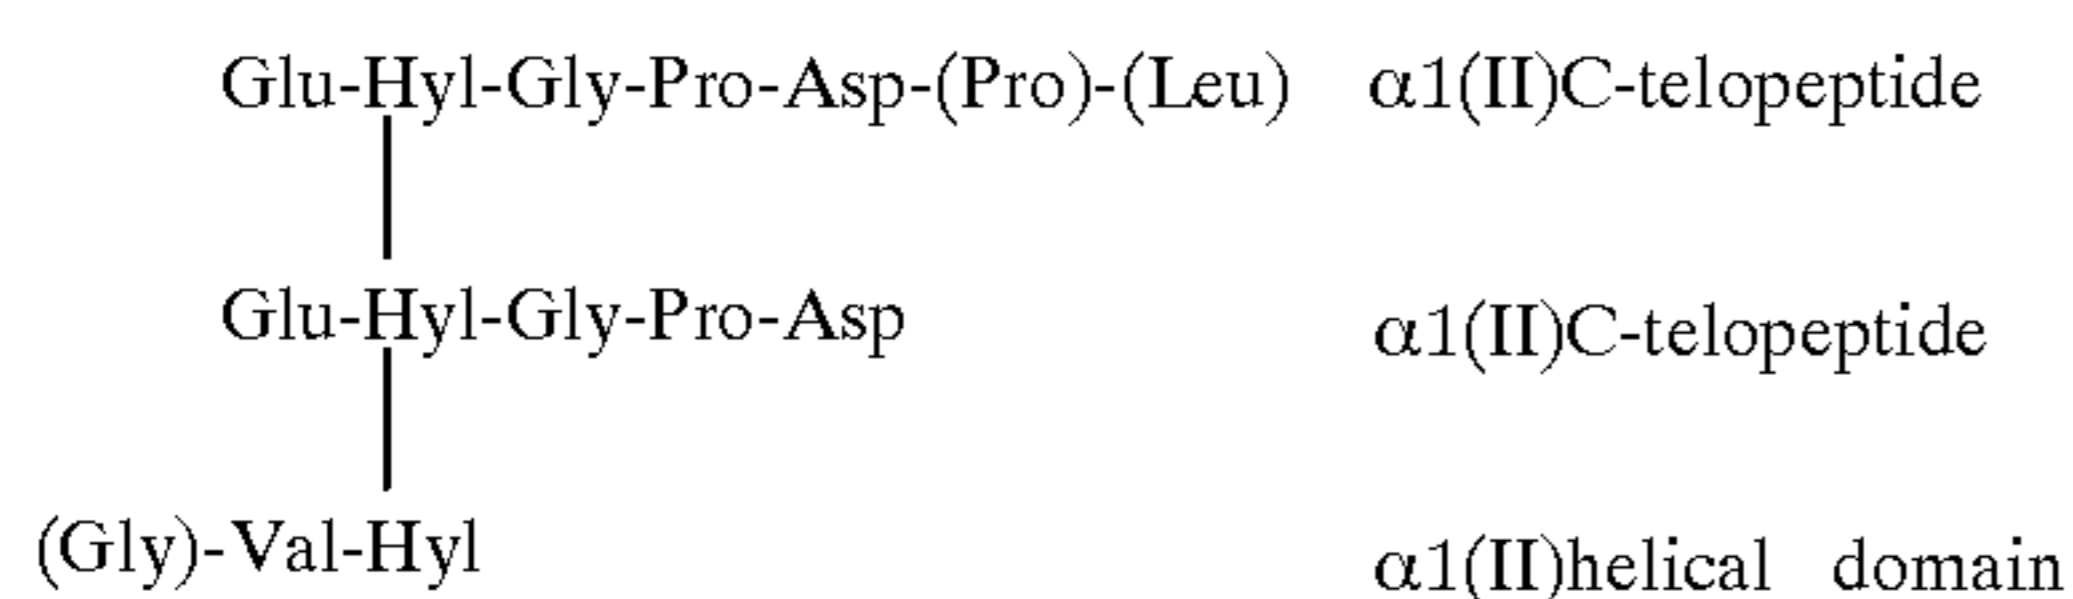 Glu-Hyl-Gly-Pro-Asp-(Pro)-(Leu) α1(II)C-telopeptide
Glu-Hyl-Gly-Pro-Asp α1(II)C-telopeptide
(Gly)-Val-Hyl α1(II)helical domain